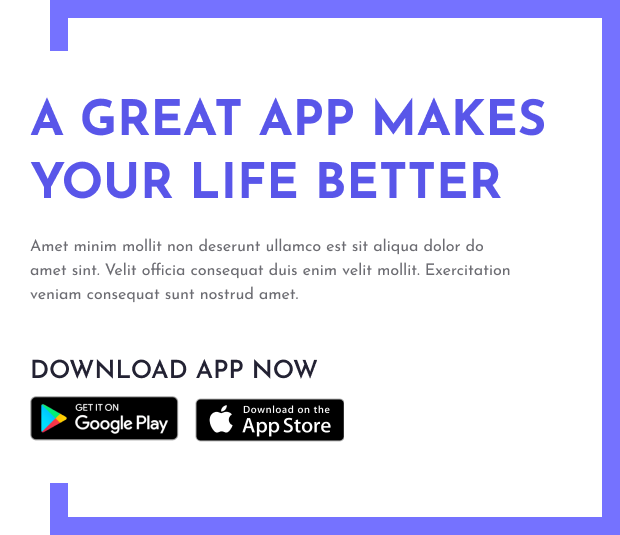 A GREAT APP MAKES
YOUR LIFE BETTER
Amet minim mollit non deserunt ullamco est sit aliqua dolor do
amet sint. Velit officia consequat duis enim velit mollit. Exercitation
veniam consequat sunt nostrud amet.
DOWNLOAD APP NOW
GET IT ON
Google Play
Download on the
App Store